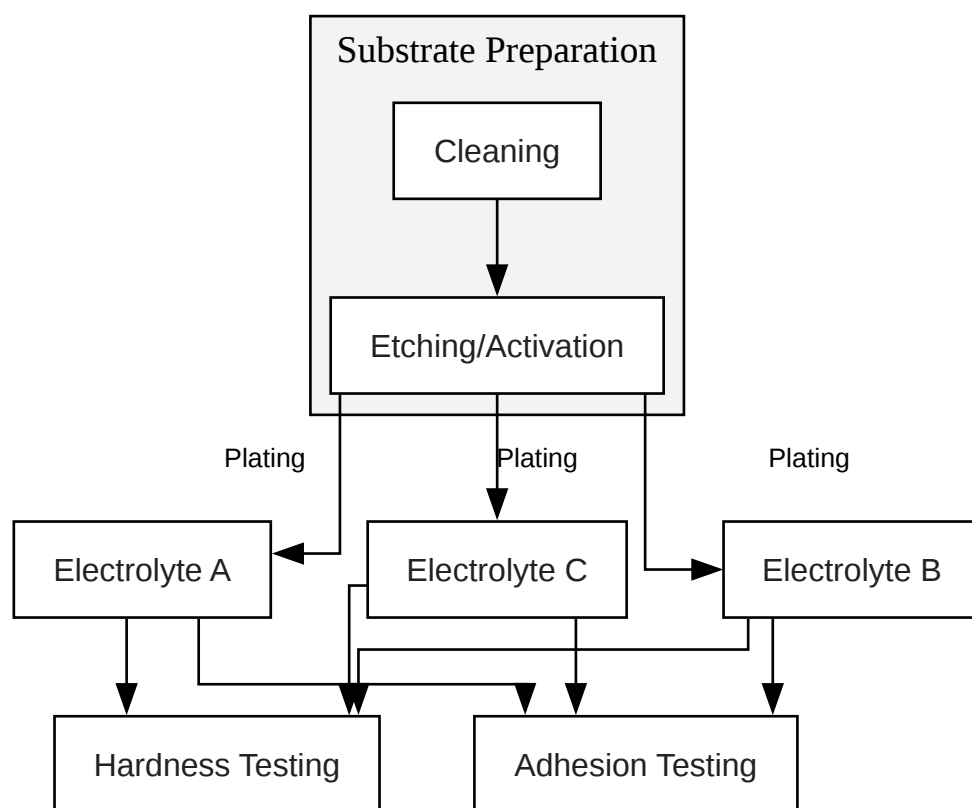 Substrate Preparation
Cleaning
Etching/Activation
Plating
Plating
Plating
Electrolyte A
Electrolyte C
Electrolyte B
Hardness Testing
Adhesion Testing